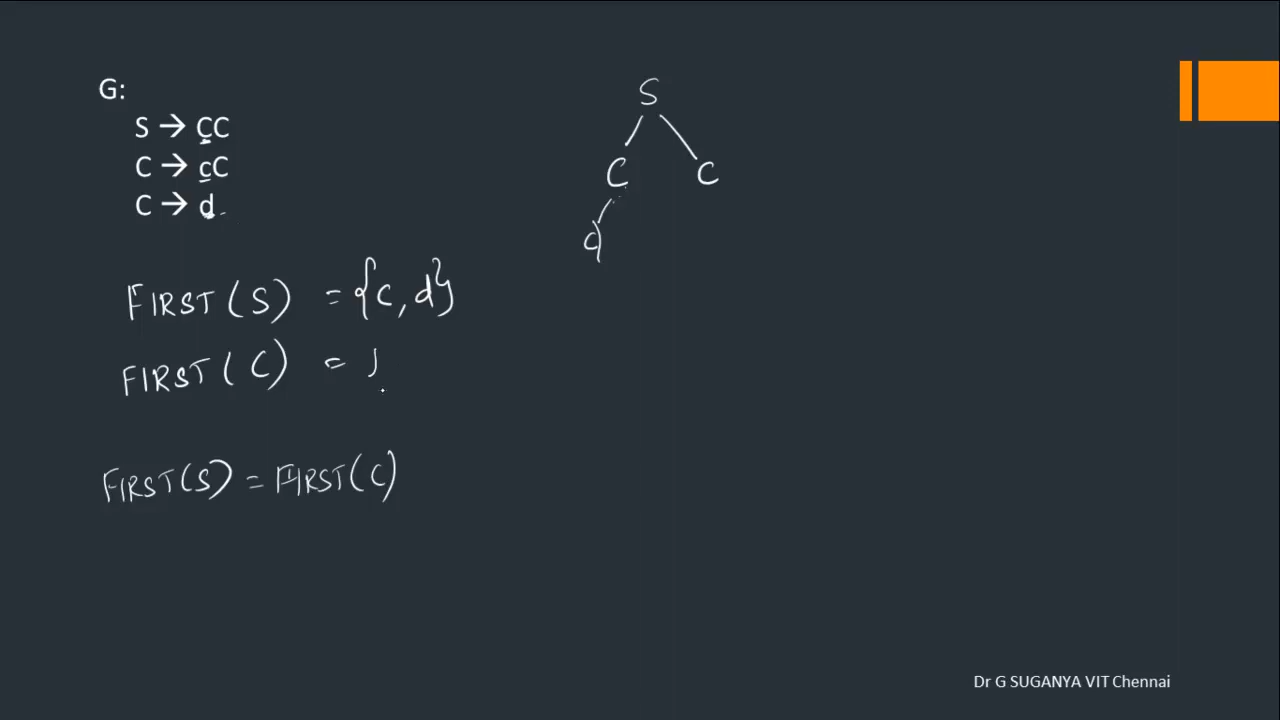 G:
S → CC
C → cC
C → d
S
C C
d
FIRST(S) = {c, d}
FIRST(C) =
FIRST(S) = FIRST(C)
Dr G SUGANYA VIT Chennai